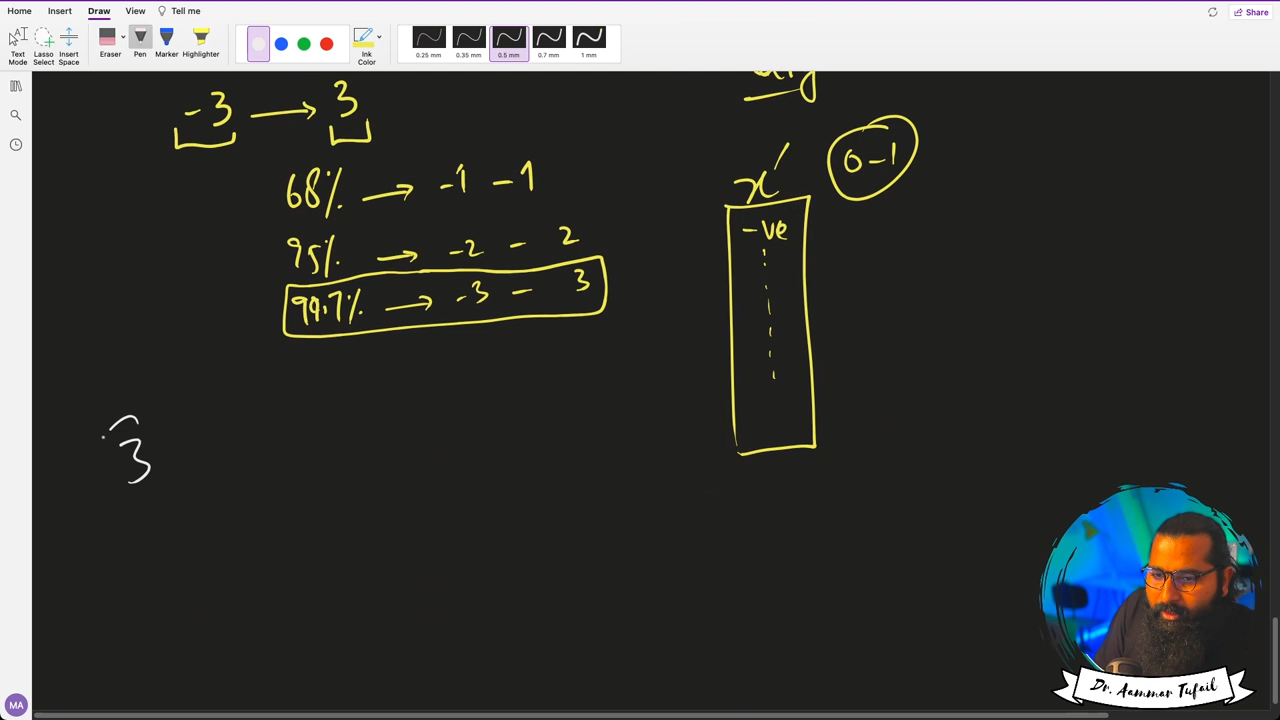 Home Insert Draw View Tell me
Share
Text Mode
Lasso Select
Insert Space
Eraser
Pen
Marker
Highlighter
Ink Color
0.25 mm
0.35 mm
0.5 mm
0.7 mm
1 mm
-3 → 3
68% → -1 - 1
95% → -2 - 2
99.7% → -3 - 3
x'
0-1
-ve
3
MA
Dr. Aammar Tufail